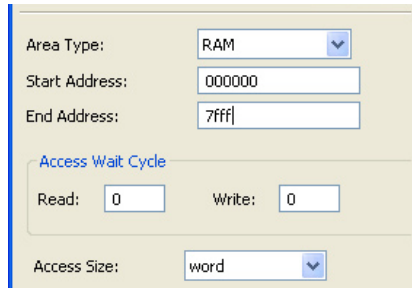 Area Type: RAM
Start Address: 000000
End Address: 7fff
Access Wait Cycle
Read: 0 Write: 0
Access Size: word